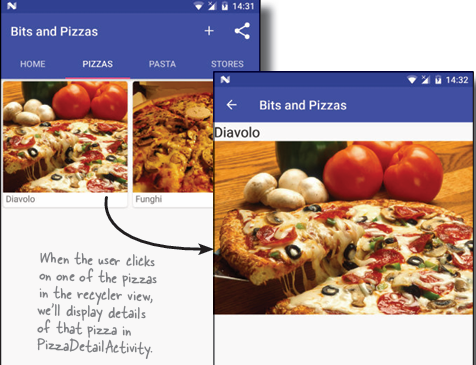 14:31
Bits and Pizzas
HOME PIZZAS PASTA STORES
Diavolo
Funghi
When the user clicks
on one of the pizzas
in the recycler view,
we'll display details
of that pizza in
PizzaDetailActivity.
14:32
Bits and Pizzas
Diavolo